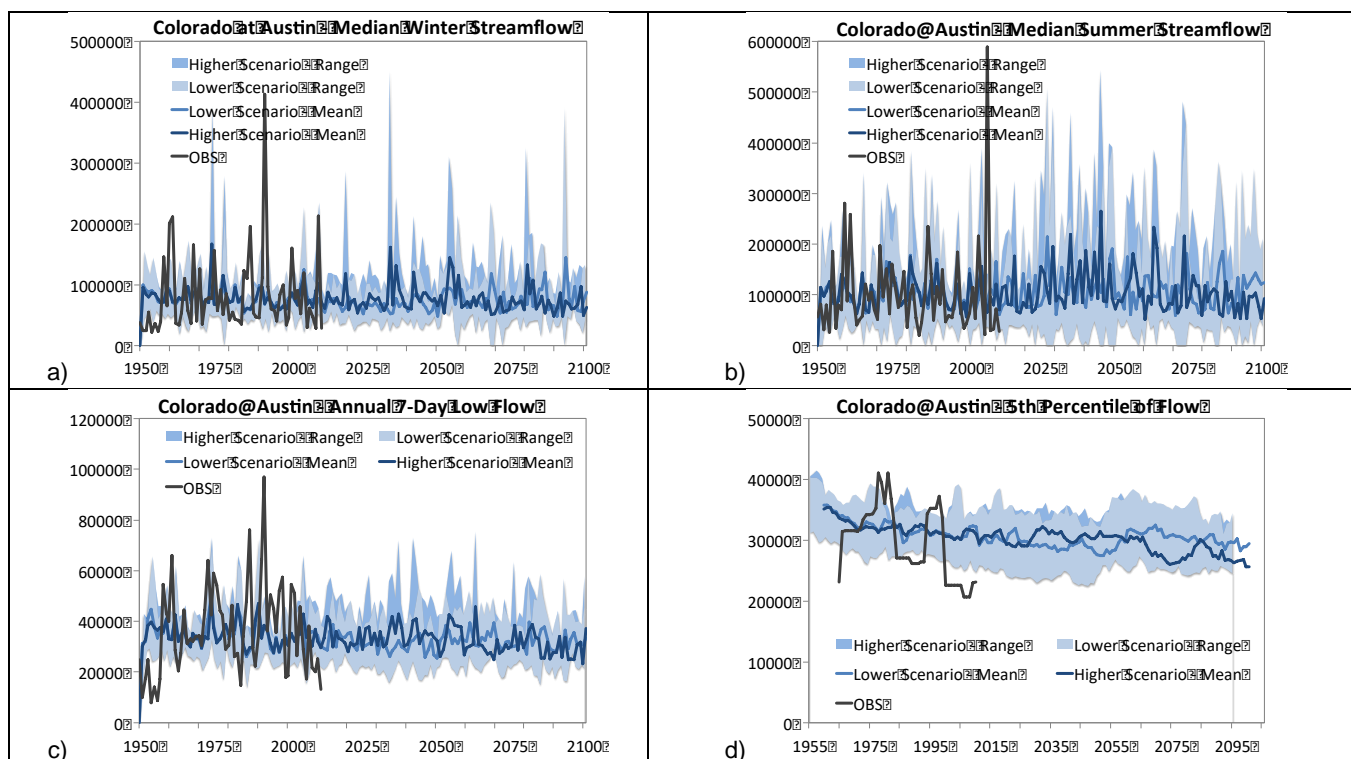 Colorado at Austin - Median Winter Streamflow
500000
400000
300000
200000
100000
0
Higher Scenario - Range
Lower Scenario - Range
Lower Scenario - Mean
Higher Scenario - Mean
OBS
1950 1975 2000 2025 2050 2075 2100
a)
Colorado@Austin - Median Summer Streamflow
600000
500000
400000
300000
200000
100000
0
Higher Scenario - Range
Lower Scenario - Range
Lower Scenario - Mean
Higher Scenario - Mean
OBS
1950 1975 2000 2025 2050 2075 2100
b)
Colorado@Austin - Annual 7-Day Low Flow
120000
100000
80000
60000
40000
20000
0
Higher Scenario - Range Lower Scenario - Range
Lower Scenario - Mean Higher Scenario - Mean
OBS
1950 1975 2000 2025 2050 2075 2100
c)
Colorado@Austin - 5th Percentile of Flow
50000
40000
30000
20000
10000
0
Higher Scenario - Range Lower Scenario - Range
Lower Scenario - Mean Higher Scenario - Mean
OBS
1955 1975 1995 2015 2035 2055 2075 2095
d)